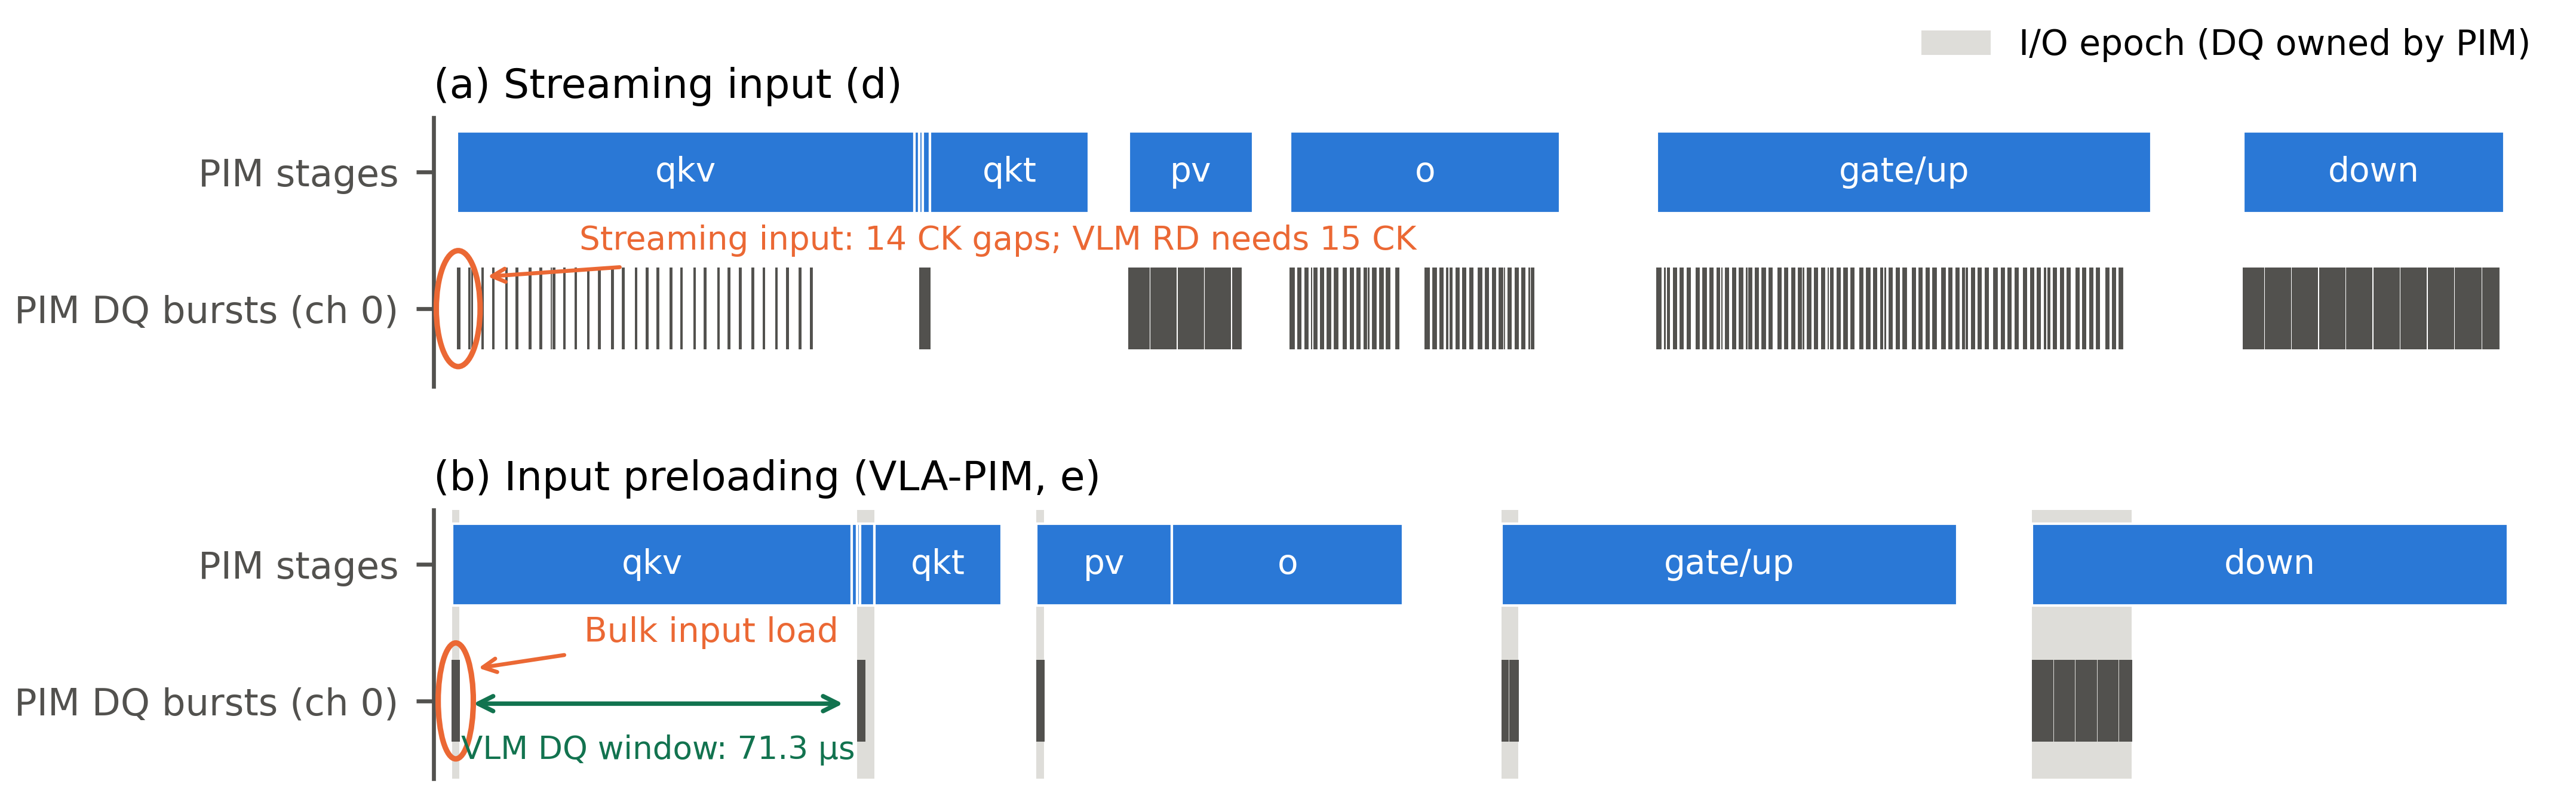 I/O epoch (DQ owned by PIM)
(a) Streaming input (d)
PIM stages
qkv
qkt
pv
o
gate/up
down
Streaming input: 14 CK gaps; VLM RD needs 15 CK
PIM DQ bursts (ch 0)
(b) Input preloading (VLA-PIM, e)
PIM stages
qkv
qkt
pv
o
gate/up
down
Bulk input load
PIM DQ bursts (ch 0)
VLM DQ window: 71.3 µs